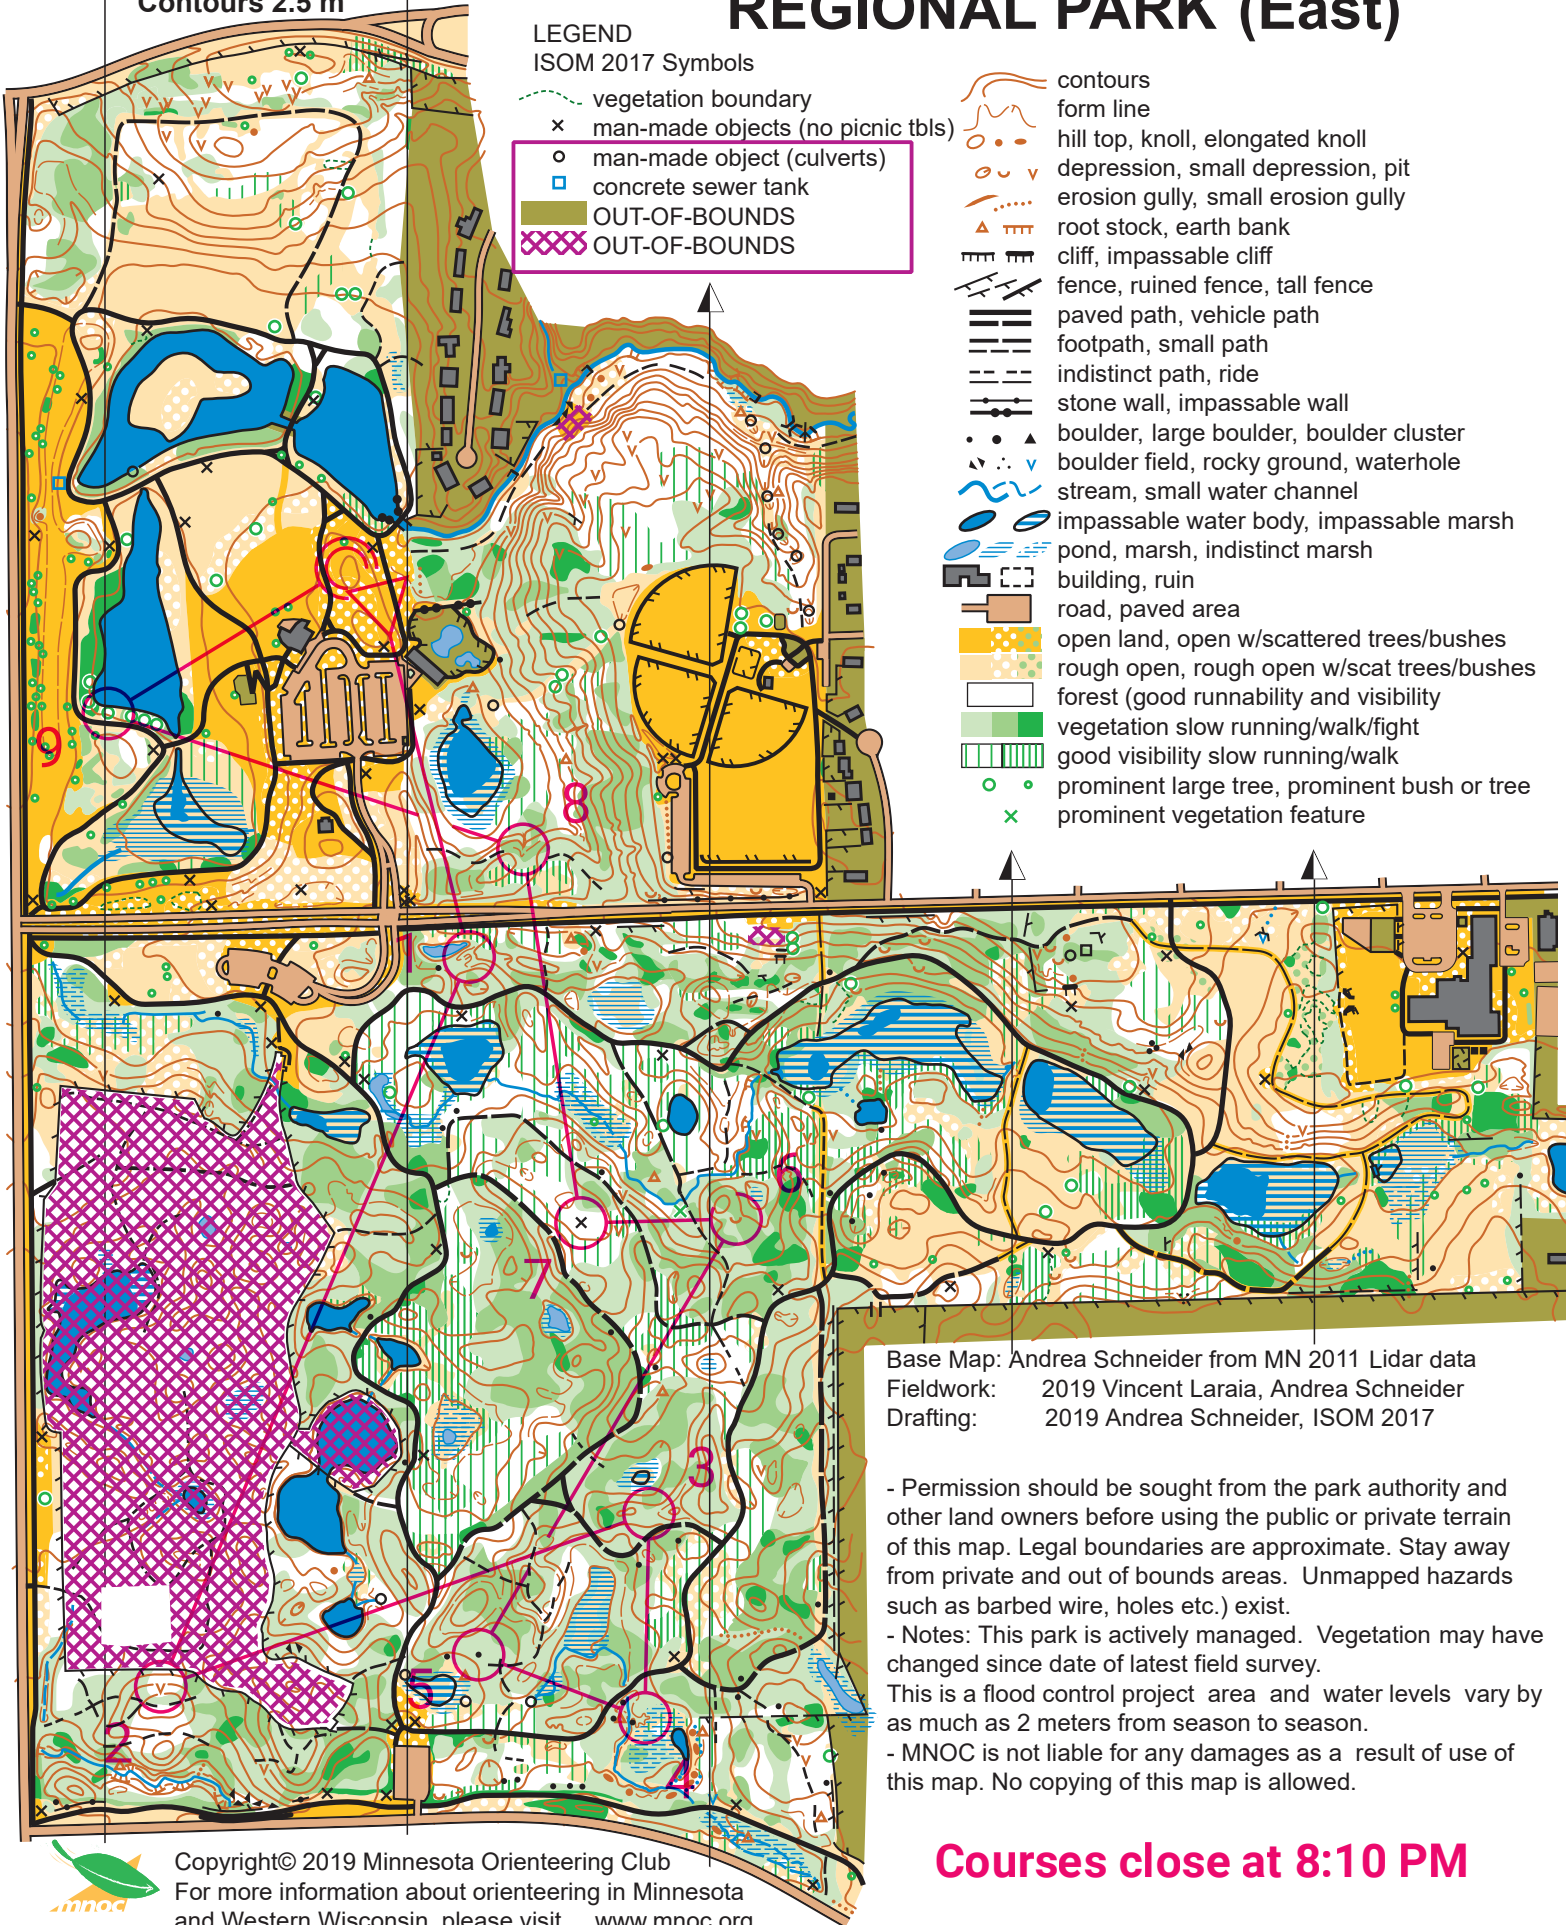 Contours 2.5 m
REGIONAL PARK (East)
LEGEND
ISOM 2017 Symbols
vegetation boundary
man-made objects (no picnic tbls)
man-made object (culverts)
concrete sewer tank
OUT-OF-BOUNDS
OUT-OF-BOUNDS
contours
form line
hill top, knoll, elongated knoll
depression, small depression, pit
erosion gully, small erosion gully
root stock, earth bank
cliff, impassable cliff
fence, ruined fence, tall fence
paved path, vehicle path
footpath, small path
indistinct path, ride
stone wall, impassable wall
boulder, large boulder, boulder cluster
boulder field, rocky ground, waterhole
stream, small water channel
impassable water body, impassable marsh
pond, marsh, indistinct marsh
building, ruin
road, paved area
open land, open w/scattered trees/bushes
rough open, rough open w/scat trees/bushes
forest (good runnability and visibility
vegetation slow running/walk/fight
good visibility slow running/walk
prominent large tree, prominent bush or tree
prominent vegetation feature
9
8
1
6
7
3
5
2
4
Base Map: Andrea Schneider from MN 2011 Lidar data
Fieldwork: 2019 Vincent Laraia, Andrea Schneider
Drafting: 2019 Andrea Schneider, ISOM 2017
- Permission should be sought from the park authority and
other land owners before using the public or private terrain
of this map. Legal boundaries are approximate. Stay away
from private and out of bounds areas. Unmapped hazards
such as barbed wire, holes etc.) exist.
- Notes: This park is actively managed. Vegetation may have
changed since date of latest field survey.
This is a flood control project area and water levels vary by
as much as 2 meters from season to season.
- MNOC is not liable for any damages as a result of use of
this map. No copying of this map is allowed.
Courses close at 8:10 PM
mnoc
Copyright© 2019 Minnesota Orienteering Club
For more information about orienteering in Minnesota
and Western Wisconsin, please visit www.mnoc.org